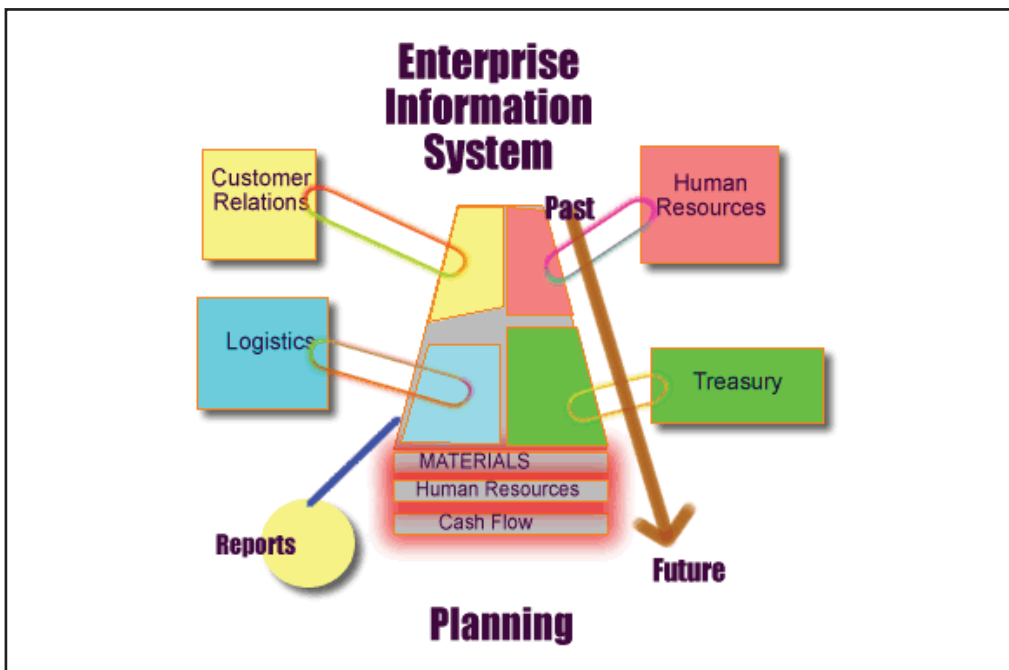 Enterprise
Information
System
Customer
Relations
Past
Human
Resources
Logistics
Treasury
MATERIALS
Human Resources
Cash Flow
Reports
Future
Planning